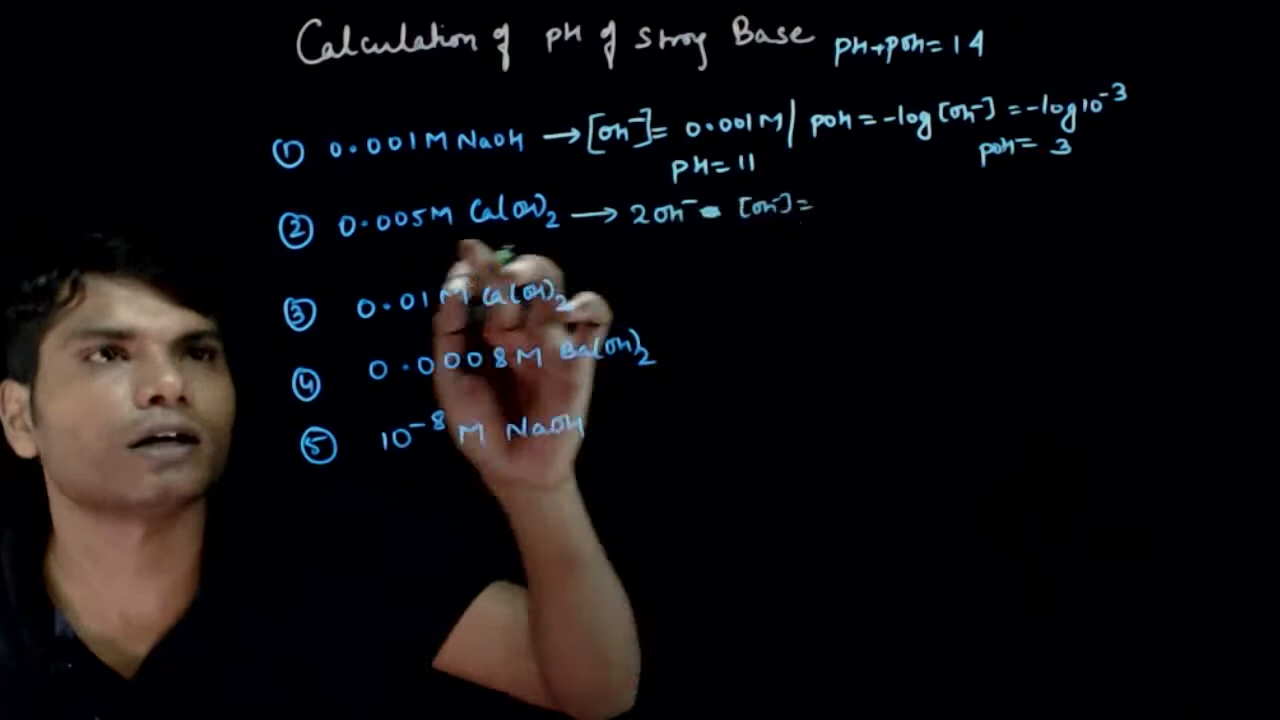 Calculation of pH of Strog Base pH+pOH=14
① 0.001M NaOH → [OH⁻]= 0.001M | pOH = -log[OH⁻] = -log10⁻³
pH=11 pOH= 3
② 0.005M Ca(OH)₂ → 2OH⁻ [OH⁻]=
③ 0.01M Ca(OH)₂
④ 0.0008M Ba(OH)₂
⑤ 10⁻⁸ M NaOH